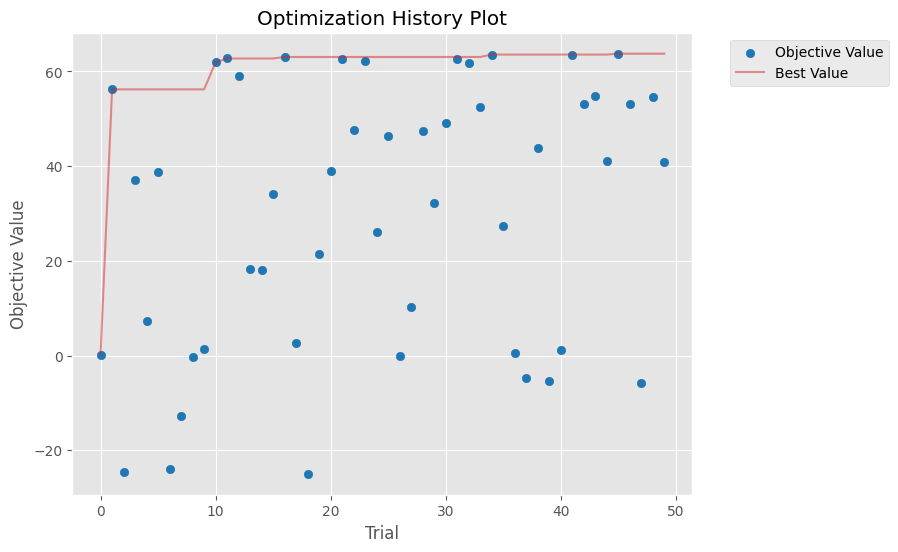 Optimization History Plot
Objective Value
Best Value
Objective Value
60
40
20
0
−20
0 10 20 30 40 50
Trial